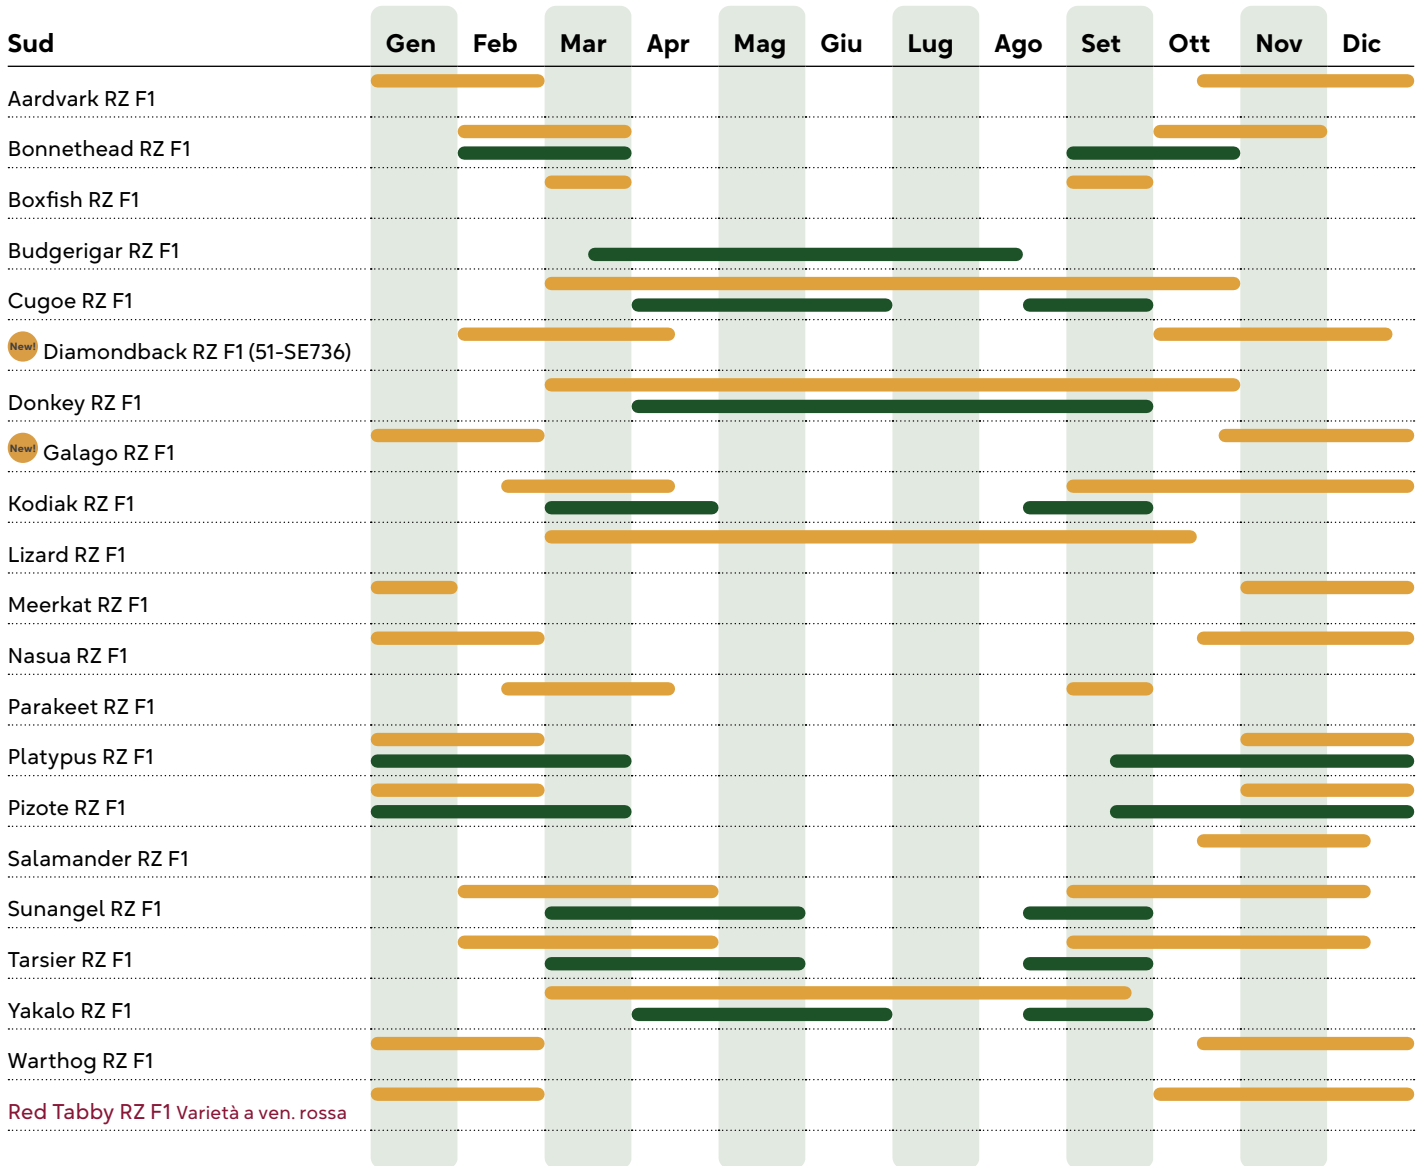 Sud Gen Feb Mar Apr Mag Giu Lug Ago Set Ott Nov Dic
Aardvark RZ F1
Bonnethead RZ F1
Boxfish RZ F1
Budgerigar RZ F1
Cugoe RZ F1
New! Diamondback RZ F1 (51-SE736)
Donkey RZ F1
New! Galago RZ F1
Kodiak RZ F1
Lizard RZ F1
Meerkat RZ F1
Nasua RZ F1
Parakeet RZ F1
Platypus RZ F1
Pizote RZ F1
Salamander RZ F1
Sunangel RZ F1
Tarsier RZ F1
Yakalo RZ F1
Warthog RZ F1
Red Tabby RZ F1 Varietà a ven. rossa